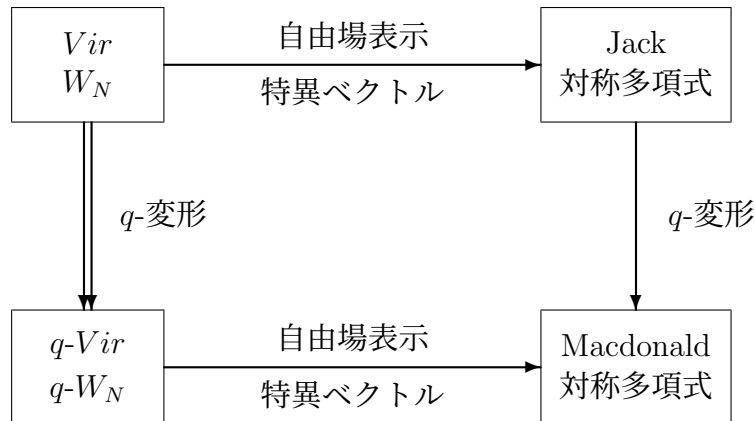 Vir
W_N
自由場表示
特異ベクトル
Jack
対称多項式
q-変形
q-変形
q-Vir
q-W_N
自由場表示
特異ベクトル
Macdonald
対称多項式